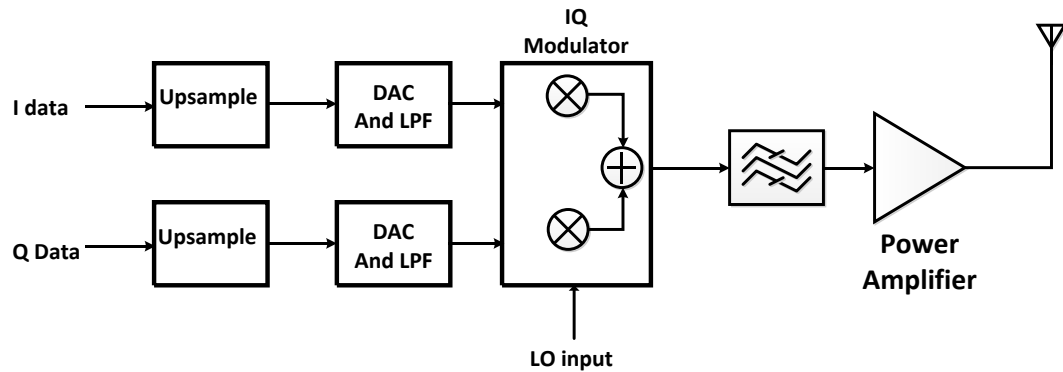 IQ
Modulator
I data
Upsample
DAC
And LPF
Q Data
Upsample
DAC
And LPF
LO input
Power
Amplifier